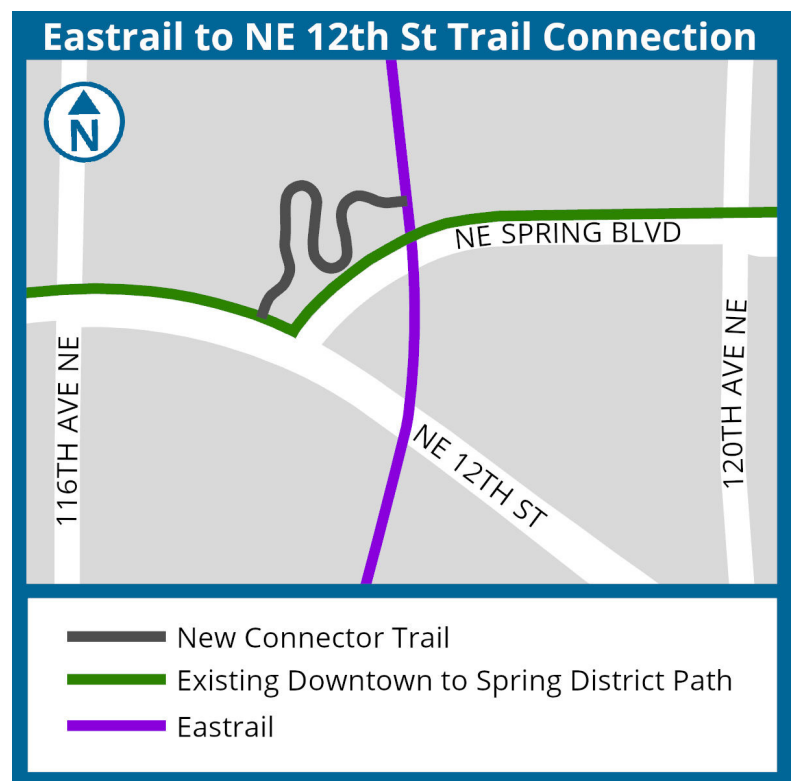 Eastrail to NE 12th St Trail Connection
N
NE SPRING BLVD
116TH AVE NE
120TH AVE NE
NE 12TH ST
New Connector Trail
Existing Downtown to Spring District Path
Eastrail